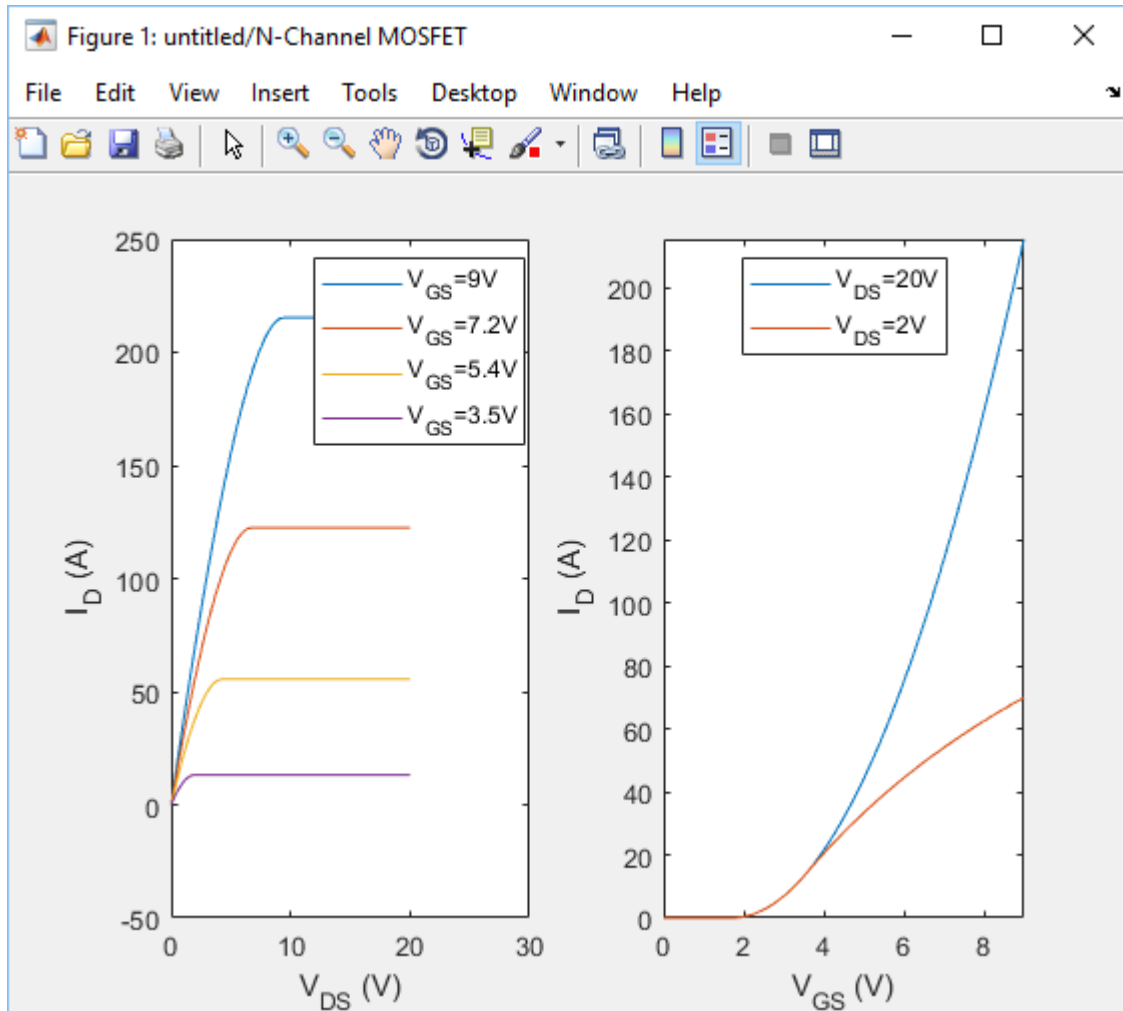 Figure 1: untitled/N-Channel MOSFET
File Edit View Insert Tools Desktop Window Help
250
200
150
100
50
0
-50
0 10 20 30
I_D (A)
V_DS (V)
V_GS=9V
V_GS=7.2V
V_GS=5.4V
V_GS=3.5V
200
180
160
140
120
100
80
60
40
20
0
0 2 4 6 8
I_D (A)
V_GS (V)
V_DS=20V
V_DS=2V